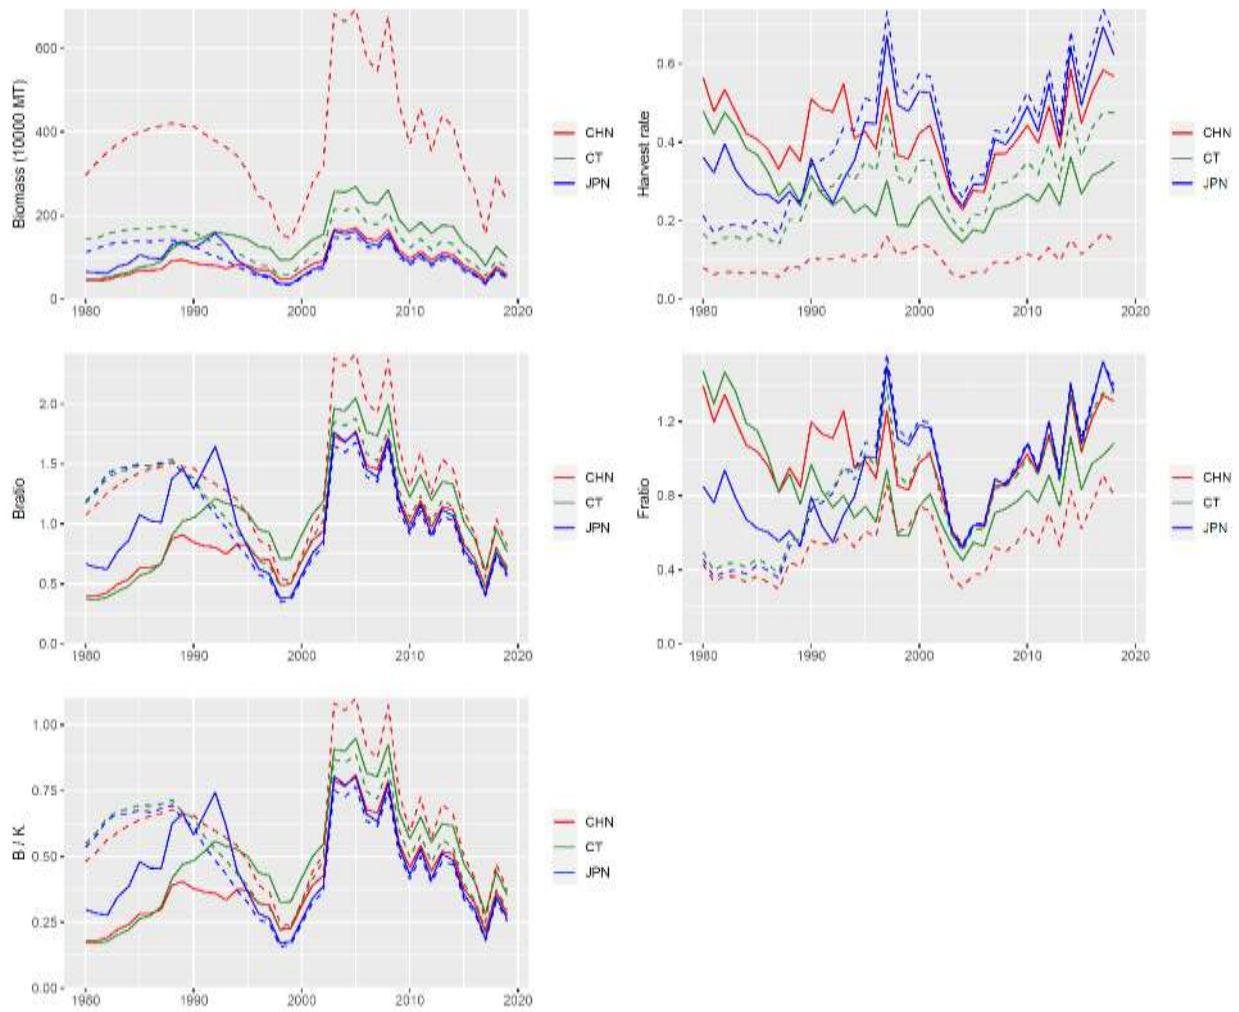 Biomass (10000 MT)
600
400
200
0
1980 1990 2000 2010 2020
CHN
CT
JPN
Harvest rate
0.6
0.4
0.2
0.0
1980 1990 2000 2010 2020
CHN
CT
JPN
Bratio
2.0
1.5
1.0
0.5
0.0
1980 1990 2000 2010 2020
CHN
CT
JPN
Fratio
1.2
0.8
0.4
0.0
1980 1990 2000 2010 2020
CHN
CT
JPN
B / K
1.00
0.75
0.50
0.25
0.00
1980 1990 2000 2010 2020
CHN
CT
JPN